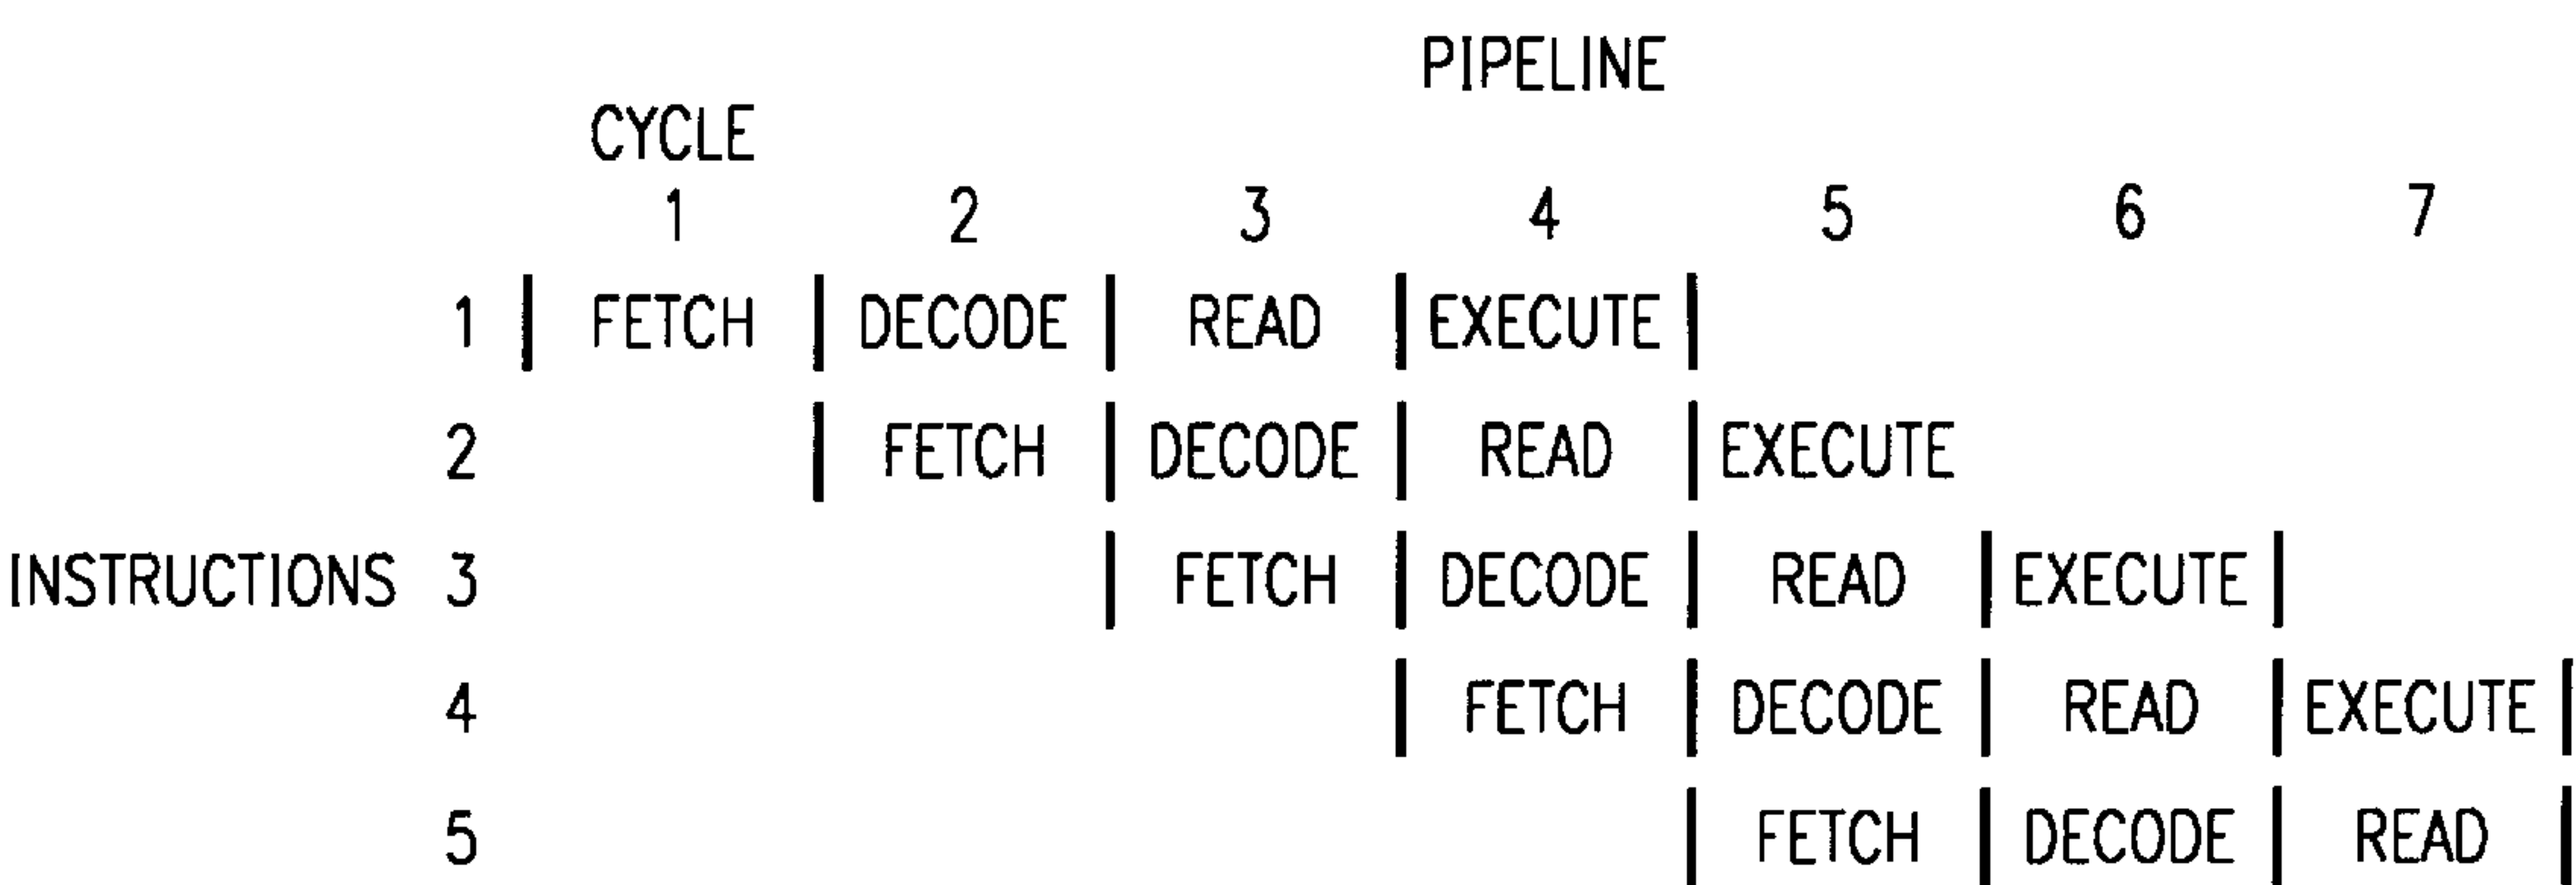 PIPELINE
CYCLE
1 2 3 4 5 6 7
1 | FETCH | DECODE | READ | EXECUTE |
2 | FETCH | DECODE | READ | EXECUTE
INSTRUCTIONS 3 | FETCH | DECODE | READ | EXECUTE |
4 | FETCH | DECODE | READ | EXECUTE |
5 | FETCH | DECODE | READ |